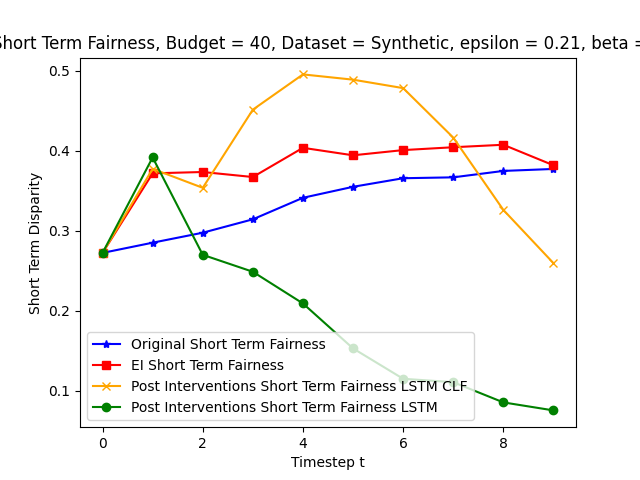 Short Term Fairness, Budget = 40, Dataset = Synthetic, epsilon = 0.21, beta =
Short Term Disparity
0.5
0.4
0.3
0.2
0.1
Original Short Term Fairness
EI Short Term Fairness
Post Interventions Short Term Fairness LSTM CLF
Post Interventions Short Term Fairness LSTM
0 2 4 6 8
Timestep t